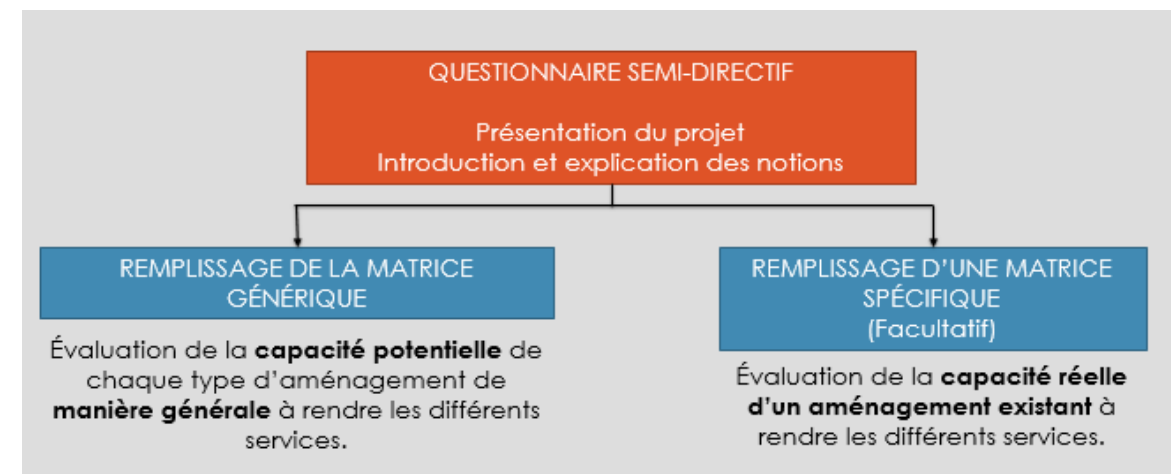 QUESTIONNAIRE SEMI-DIRECTIF
Présentation du projet
Introduction et explication des notions
REMPLISSAGE DE LA MATRICE
GÉNÉRIQUE
Évaluation de la capacité potentielle de
chaque type d'aménagement de
manière générale à rendre les différents
services.
REMPLISSAGE D'UNE MATRICE
SPÉCIFIQUE
(Facultatif)
Évaluation de la capacité réelle
d'un aménagement existant à
rendre les différents services.